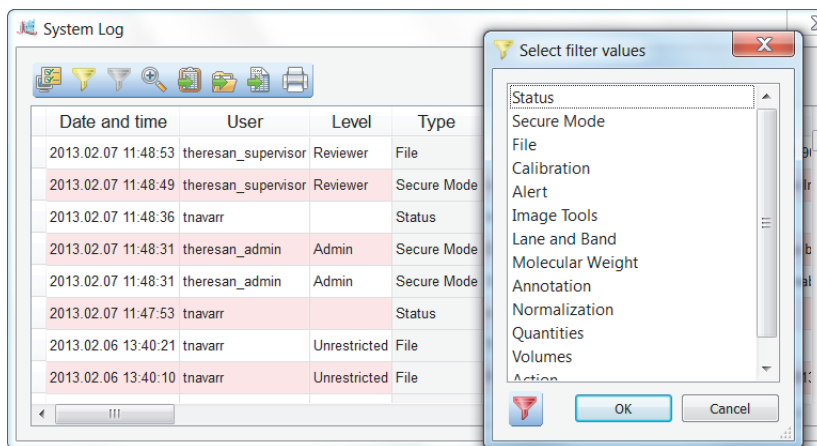 System Log
Date and time User Level Type
2013.02.07 11:48:53 theresan_supervisor Reviewer File
2013.02.07 11:48:49 theresan_supervisor Reviewer Secure Mode
2013.02.07 11:48:36 tnavarr Status
2013.02.07 11:48:31 theresan_admin Admin Secure Mode
2013.02.07 11:48:31 theresan_admin Admin Secure Mode
2013.02.07 11:47:53 tnavarr Status
2013.02.06 13:40:21 tnavarr Unrestricted File
2013.02.06 13:40:10 tnavarr Unrestricted File
Select filter values
Status
Secure Mode
File
Calibration
Alert
Image Tools
Lane and Band
Molecular Weight
Annotation
Normalization
Quantities
Volumes
Action
OK Cancel